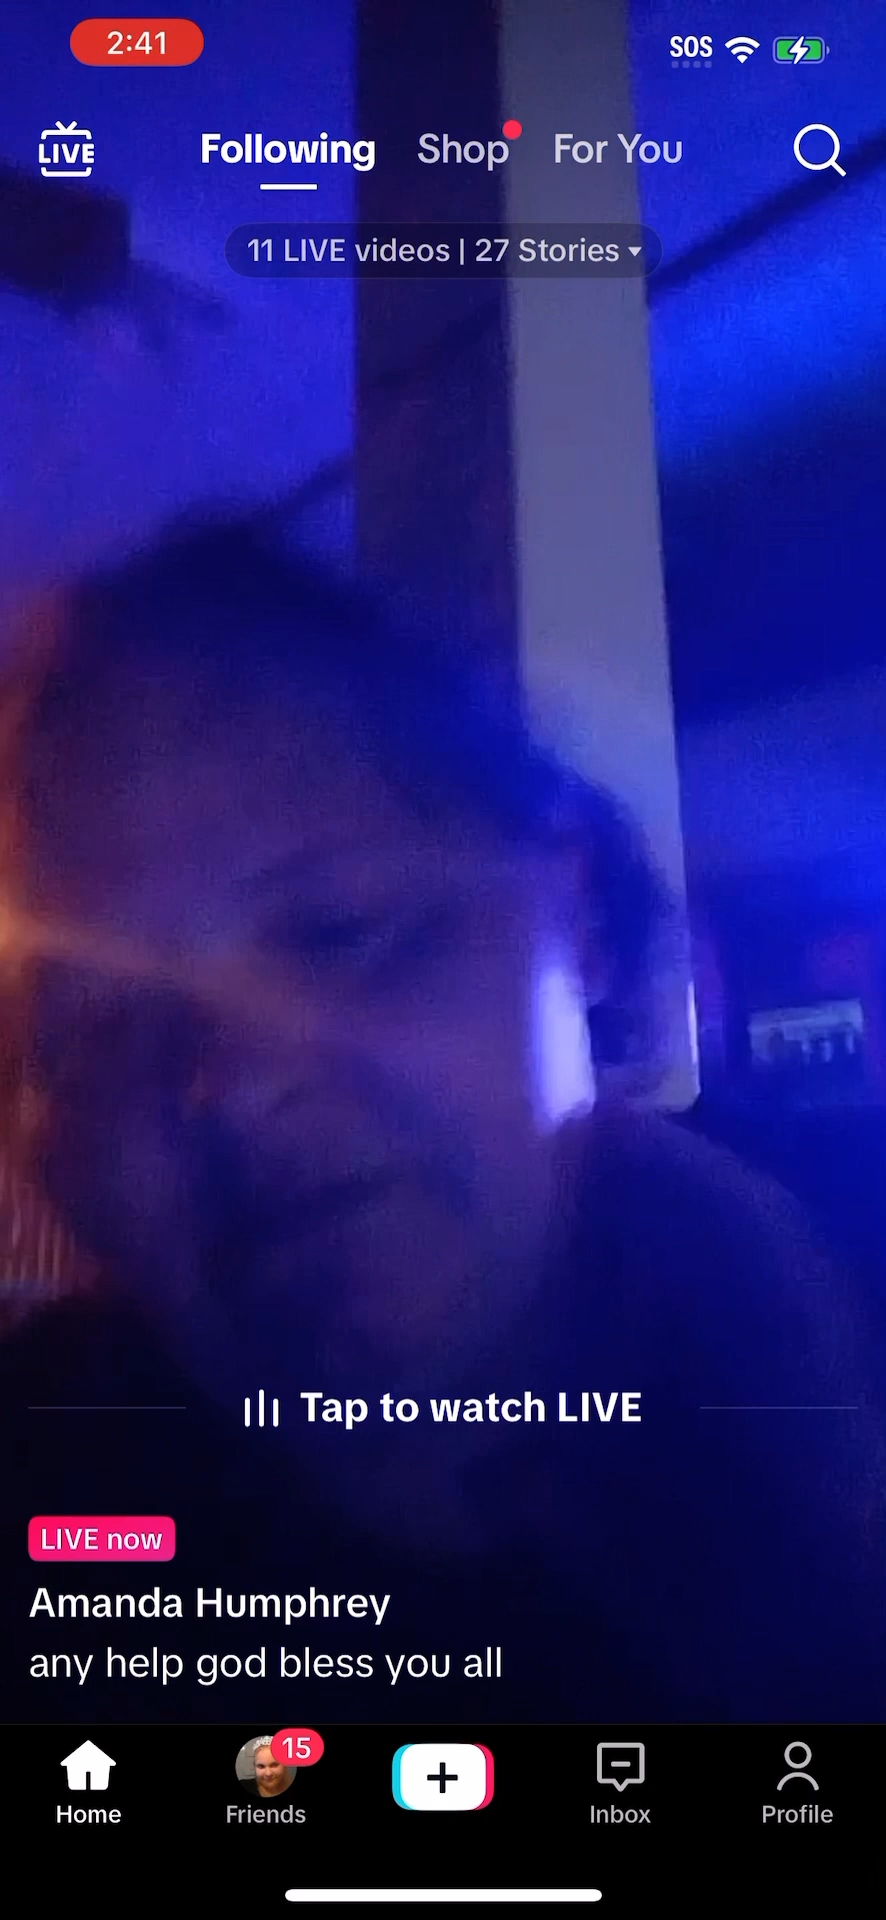 2:41
SOS
LIVE
Following
Shop
For You
11 LIVE videos | 27 Stories
Tap to watch LIVE
LIVE now
Amanda Humphrey
any help god bless you all
15
Home
Friends
Inbox
Profile